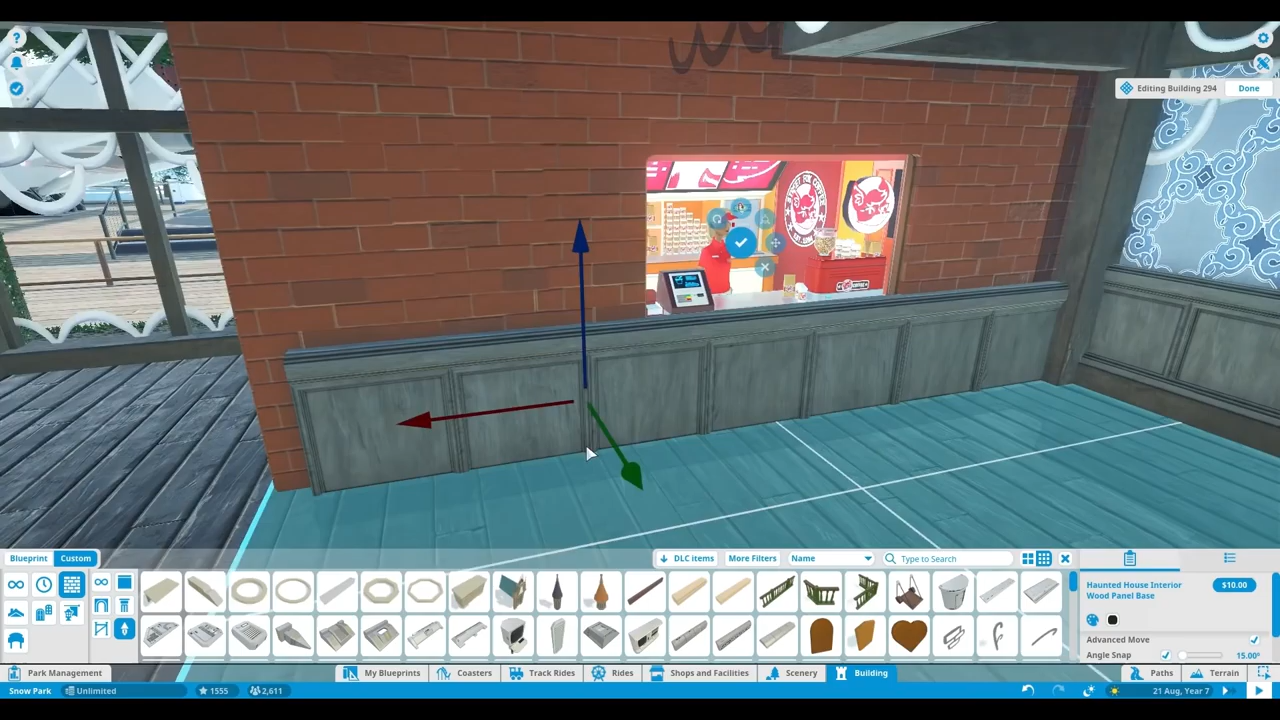 Editing Building 294
Done
Blueprint
Custom
DLC items
More Filters
Name
Type to Search
Haunted House Interior
Wood Panel Base
$10.00
Advanced Move
Angle Snap
15.00°
Park Management
My Blueprints
Coasters
Track Rides
Rides
Shops and Facilities
Scenery
Building
Paths
Terrain
Snow Park
Unlimited
1555
2,611
21 Aug, Year 7